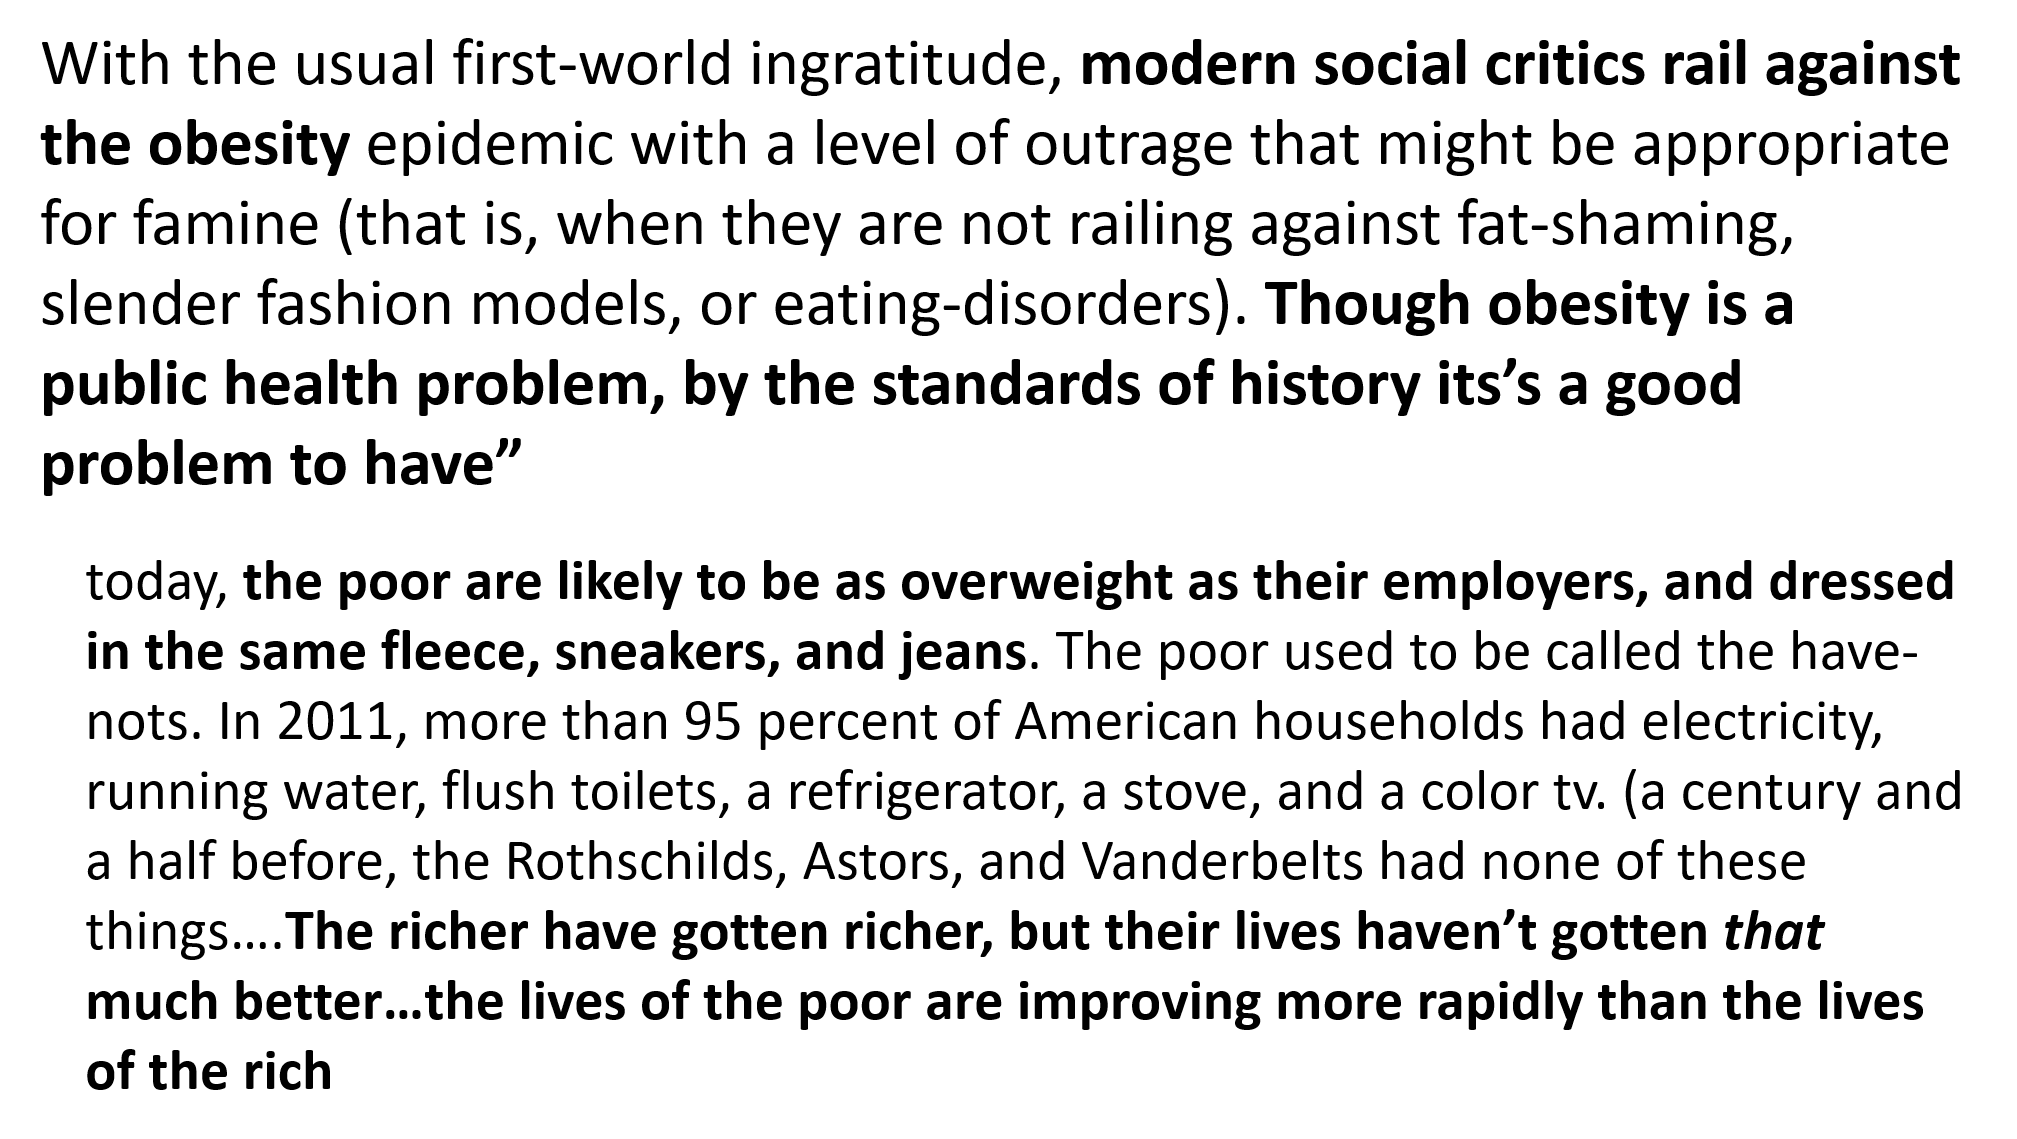 With the usual first-world ingratitude, modern social critics rail against
the obesity epidemic with a level of outrage that might be appropriate
for famine (that is, when they are not railing against fat-shaming,
slender fashion models, or eating-disorders). Though obesity is a
public health problem, by the standards of history its’s a good
problem to have”
today, the poor are likely to be as overweight as their employers, and dressed
in the same fleece, sneakers, and jeans. The poor used to be called the have-
nots. In 2011, more than 95 percent of American households had electricity,
running water, flush toilets, a refrigerator, a stove, and a color tv. (a century and
a half before, the Rothschilds, Astors, and Vanderbelts had none of these
things….The richer have gotten richer, but their lives haven’t gotten that
much better…the lives of the poor are improving more rapidly than the lives
of the rich